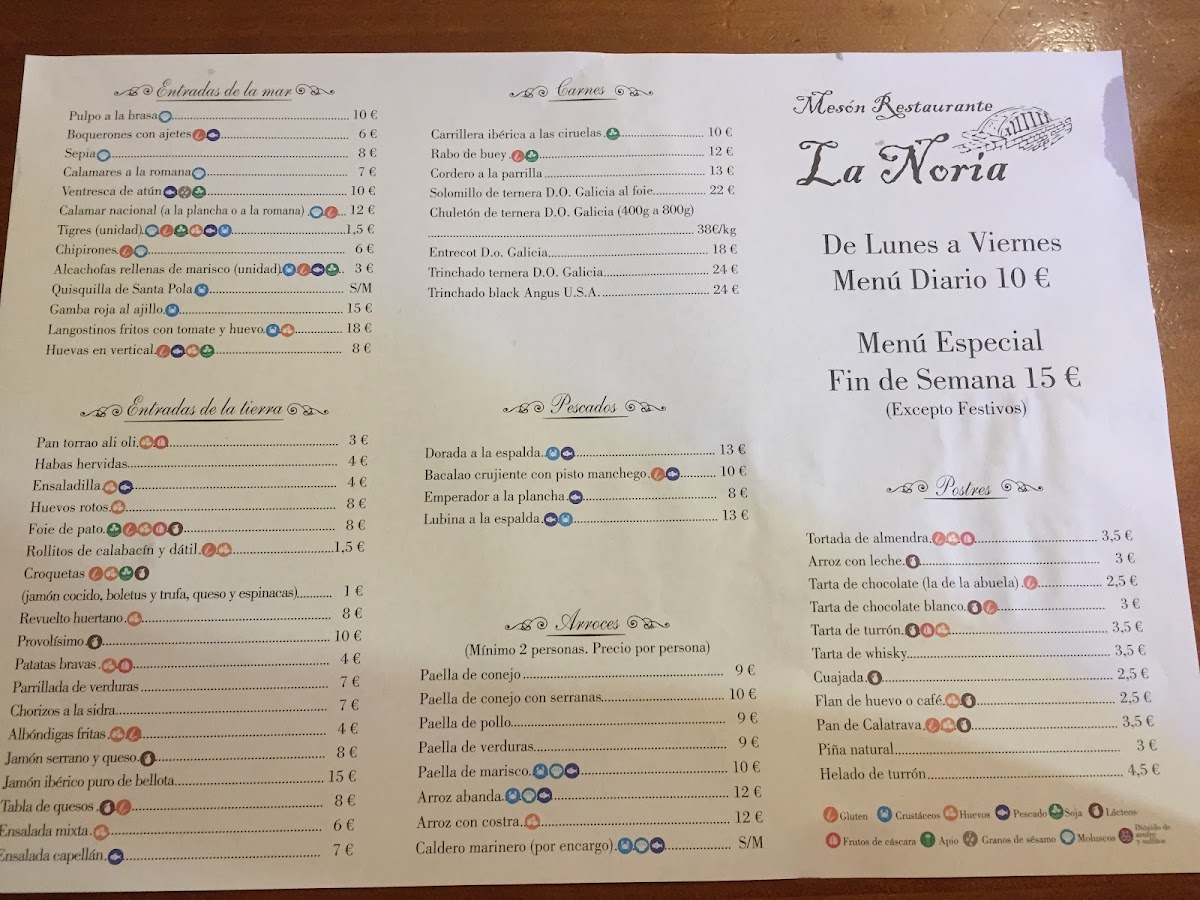 Entradas de la mar
Pulpo a la brasa 10 €
Boquerones con ajetes 6 €
Sepia 8 €
Calamares a la romana 7 €
Ventresca de atún 10 €
Calamar nacional (a la plancha o a la romana) 12 €
Tigres (unidad) 1,5 €
Chipirones 6 €
Alcachofas rellenas de marisco (unidad) 3 €
Quisquilla de Santa Pola S/M
Gamba roja al ajillo 15 €
Langostinos fritos con tomate y huevo 18 €
Huevas en vertical 8 €
Entradas de la tierra
Pan torrao ali oli 3 €
Habas hervidas 4 €
Ensaladilla 4 €
Huevos rotos 8 €
Foie de pato 8 €
Rollitos de calabacín y dátil 1,5 €
Croquetas
(jamón cocido, boletus y trufa, queso y espinacas) 1 €
Revuelto huertano 8 €
Provolísimo 10 €
Patatas bravas 4 €
Parrillada de verduras 7 €
Chorizos a la sidra 7 €
Albóndigas fritas 4 €
Jamón serrano y queso 8 €
Jamón ibérico puro de bellota 15 €
Tabla de quesos 8 €
Ensalada mixta 6 €
Ensalada capellán 7 €
Carnes
Carrillera ibérica a las ciruelas 10 €
Rabo de buey 12 €
Cordero a la parrilla 13 €
Solomillo de ternera D.O. Galicia al foie 22 €
Chuletón de ternera D.O. Galicia (400g a 800g)
38€/kg
Entrecot D.o. Galicia 18 €
Trinchado ternera D.O. Galicia 24 €
Trinchado black Angus U.S.A. 24 €
Pescados
Dorada a la espalda 13 €
Bacalao crujiente con pisto manchego 10 €
Emperador a la plancha 8 €
Lubina a la espalda 13 €
Arroces
(Mínimo 2 personas. Precio por persona)
Paella de conejo 9 €
Paella de conejo con serranas 10 €
Paella de pollo 9 €
Paella de verduras 9 €
Paella de marisco 10 €
Arroz abanda 12 €
Arroz con costra 12 €
Caldero marinero (por encargo) S/M
Mesón Restaurante
La Noria
De Lunes a Viernes
Menú Diario 10 €
Menú Especial
Fin de Semana 15 €
(Excepto Festivos)
Postres
Tortada de almendra 3,5 €
Arroz con leche 3 €
Tarta de chocolate (la de la abuela) 2,5 €
Tarta de chocolate blanco 3 €
Tarta de turrón 3,5 €
Tarta de whisky 3,5 €
Cuajada 2,5 €
Flan de huevo o café 2,5 €
Pan de Calatrava 3,5 €
Piña natural 3 €
Helado de turrón 4,5 €
Gluten Crustáceos Huevos Pescado Soja Lácteos
Frutos de cáscara Apio Granos de sésamo Moluscos Dióxido de azufre y sulfitos